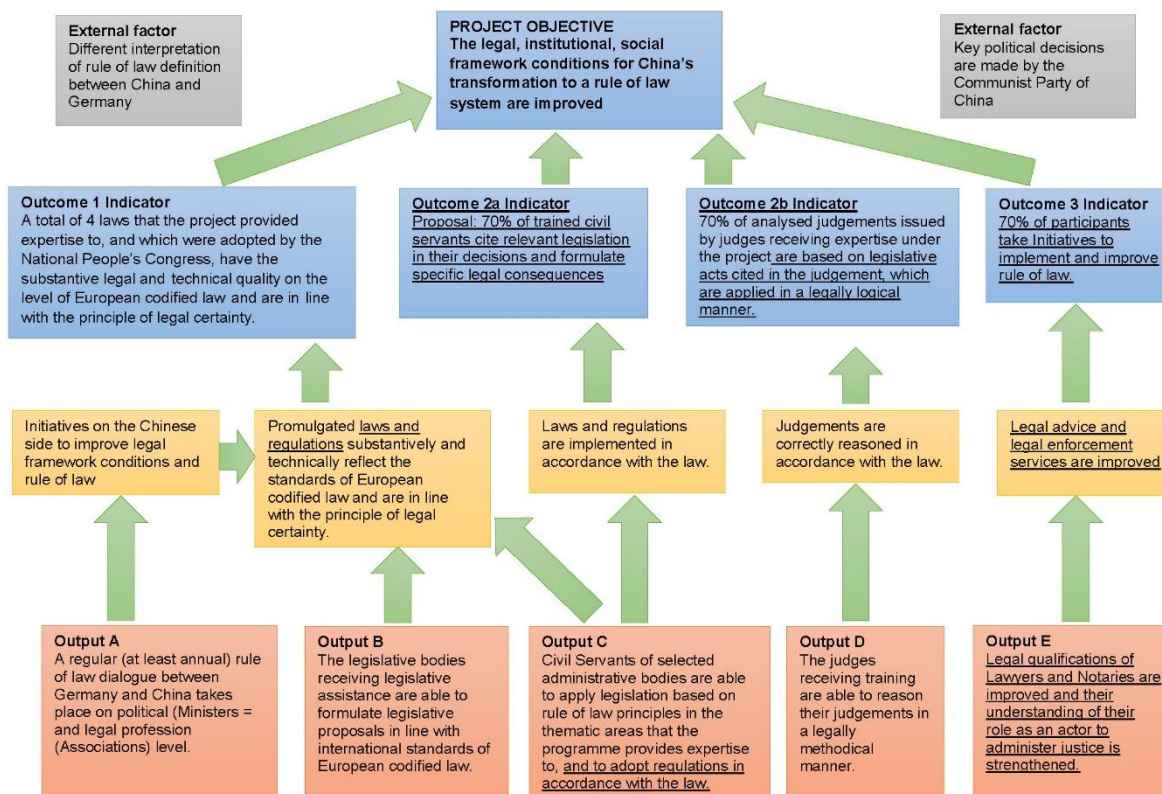 External factor
Different interpretation
of rule of law definition
between China and
Germany
PROJECT OBJECTIVE
The legal, institutional, social
framework conditions for China's
transformation to a rule of law
system are improved
External factor
Key political decisions
are made by the
Communist Party of
China
Outcome 1 Indicator
A total of 4 laws that the project provided
expertise to, and which were adopted by the
National People's Congress, have the
substantive legal and technical quality on the
level of European codified law and are in line
with the principle of legal certainty.
Outcome 2a Indicator
Proposal: 70% of trained civil
servants cite relevant legislation
in their decisions and formulate
specific legal consequences
Outcome 2b Indicator
70% of analysed judgements issued
by judges receiving expertise under
the project are based on legislative
acts cited in the judgement, which
are applied in a legally logical
manner.
Outcome 3 Indicator
70% of participants
take Initiatives to
implement and improve
rule of law.
Initiatives on the Chinese
side to improve legal
framework conditions and
rule of law
Promulgated laws and
regulations substantively and
technically reflect the
standards of European
codified law and are in line
with the principle of legal
certainty.
Laws and regulations
are implemented in
accordance with the law.
Judgements are
correctly reasoned in
accordance with the law.
Legal advice and
legal enforcement
services are improved
Output A
A regular (at least annual) rule
of law dialogue between
Germany and China takes
place on political (Ministers =
and legal profession
(Associations) level.
Output B
The legislative bodies
receiving legislative
assistance are able to
formulate legislative
proposals in line with
international standards of
European codified law.
Output C
Civil Servants of selected
administrative bodies are able
to apply legislation based on
rule of law principles in the
thematic areas that the
programme provides expertise
to, and to adopt regulations in
accordance with the law.
Output D
The judges
receiving training
are able to reason
their judgements in
a legally
methodical
manner.
Output E
Legal qualifications of
Lawyers and Notaries are
improved and their
understanding of their
role as an actor to
administer justice is
strengthened.